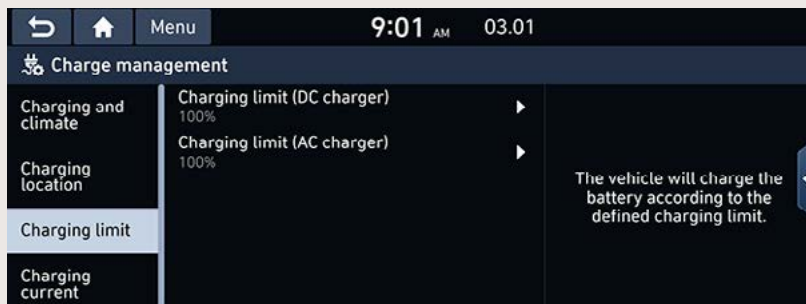 Menu
9:01 AM 03.01
Charge management
Charging and
climate
Charging
location
Charging limit
Charging
current
Charging limit (DC charger)
100%
Charging limit (AC charger)
100%
The vehicle will charge the
battery according to the
defined charging limit.